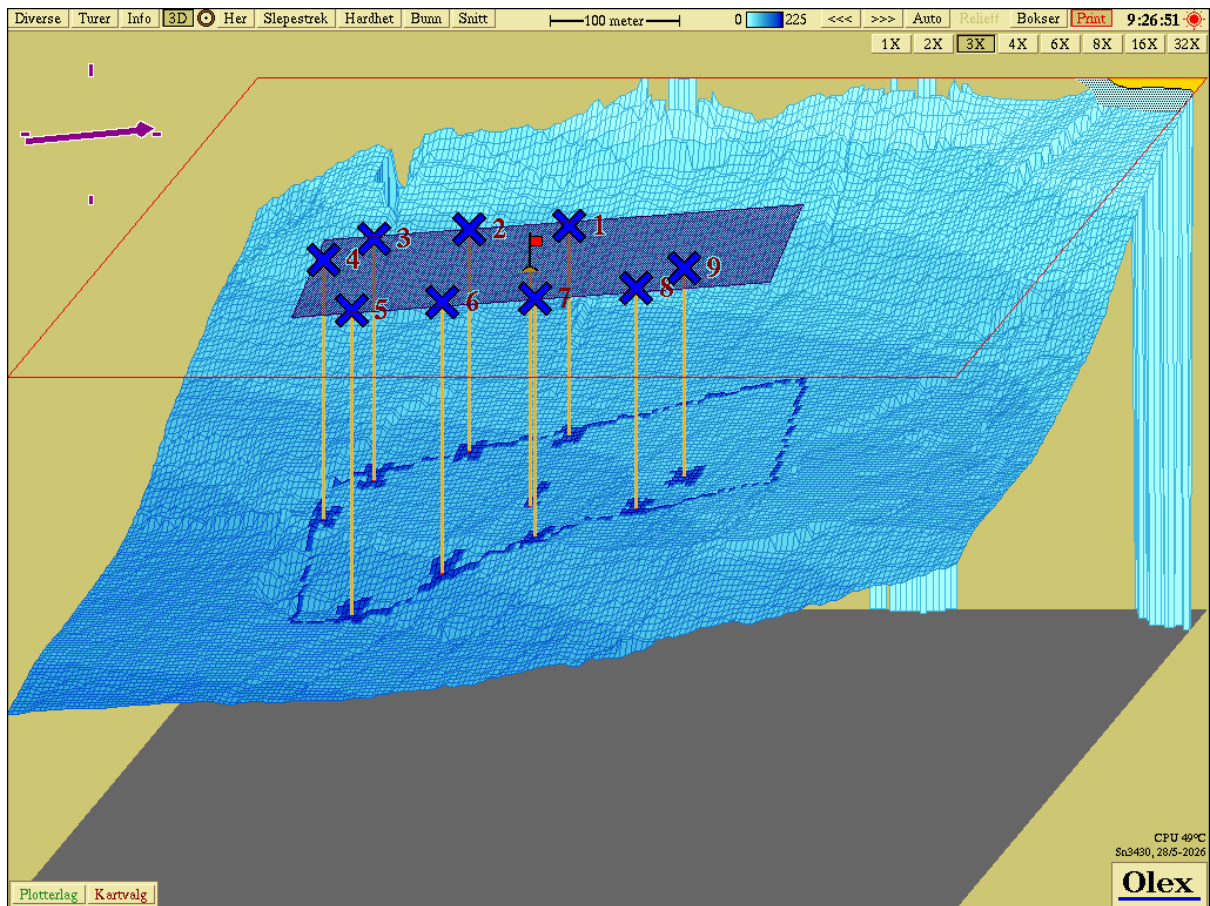 Diverse Turer Info 3D Her Slepestrek Hardhet Bunn Snitt 100 meter 0 225 <<< >>> Auto Relieff Bokser Print 9:26:51
1X 2X 3X 4X 6X 8X 16X 32X
2 1
3
4 9
8
5 6 7
CPU 49°C
Sn3430, 28/5-2026
Plotterlag Kartvalg Olex